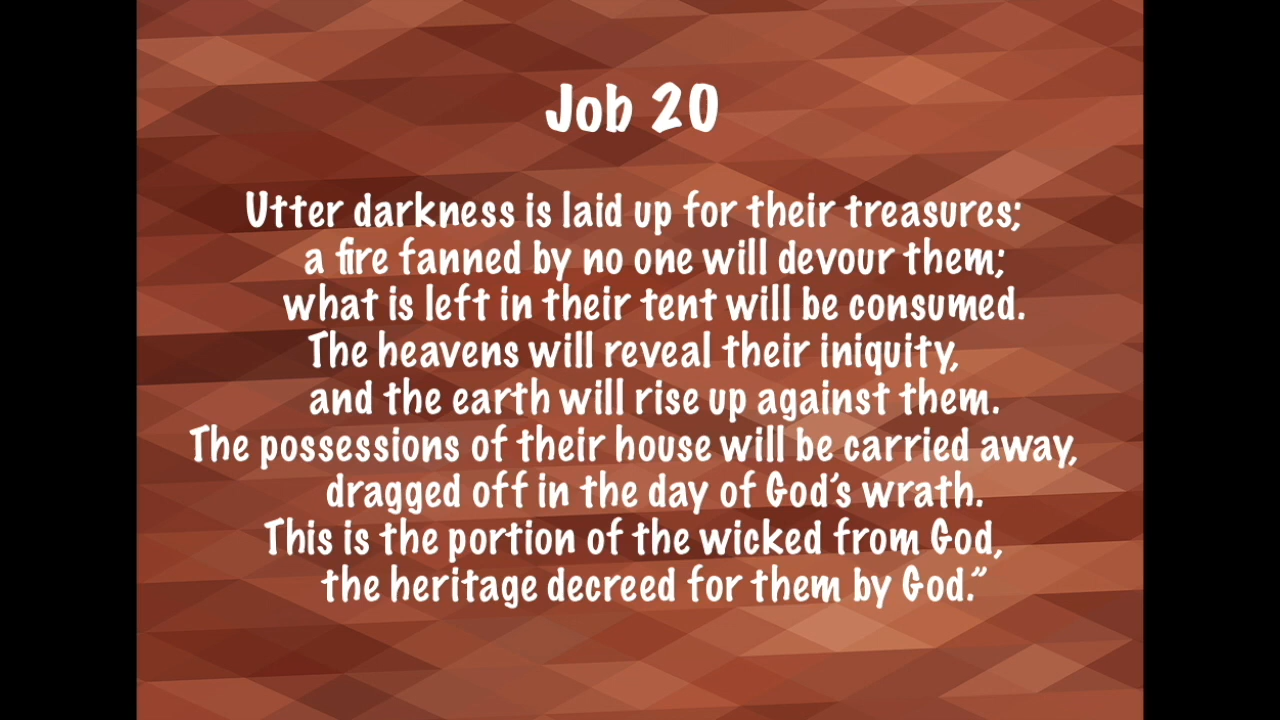 Job 20
Utter darkness is laid up for their treasures;
a fire fanned by no one will devour them;
what is left in their tent will be consumed.
The heavens will reveal their iniquity,
and the earth will rise up against them.
The possessions of their house will be carried away,
dragged off in the day of God’s wrath.
This is the portion of the wicked from God,
the heritage decreed for them by God.”